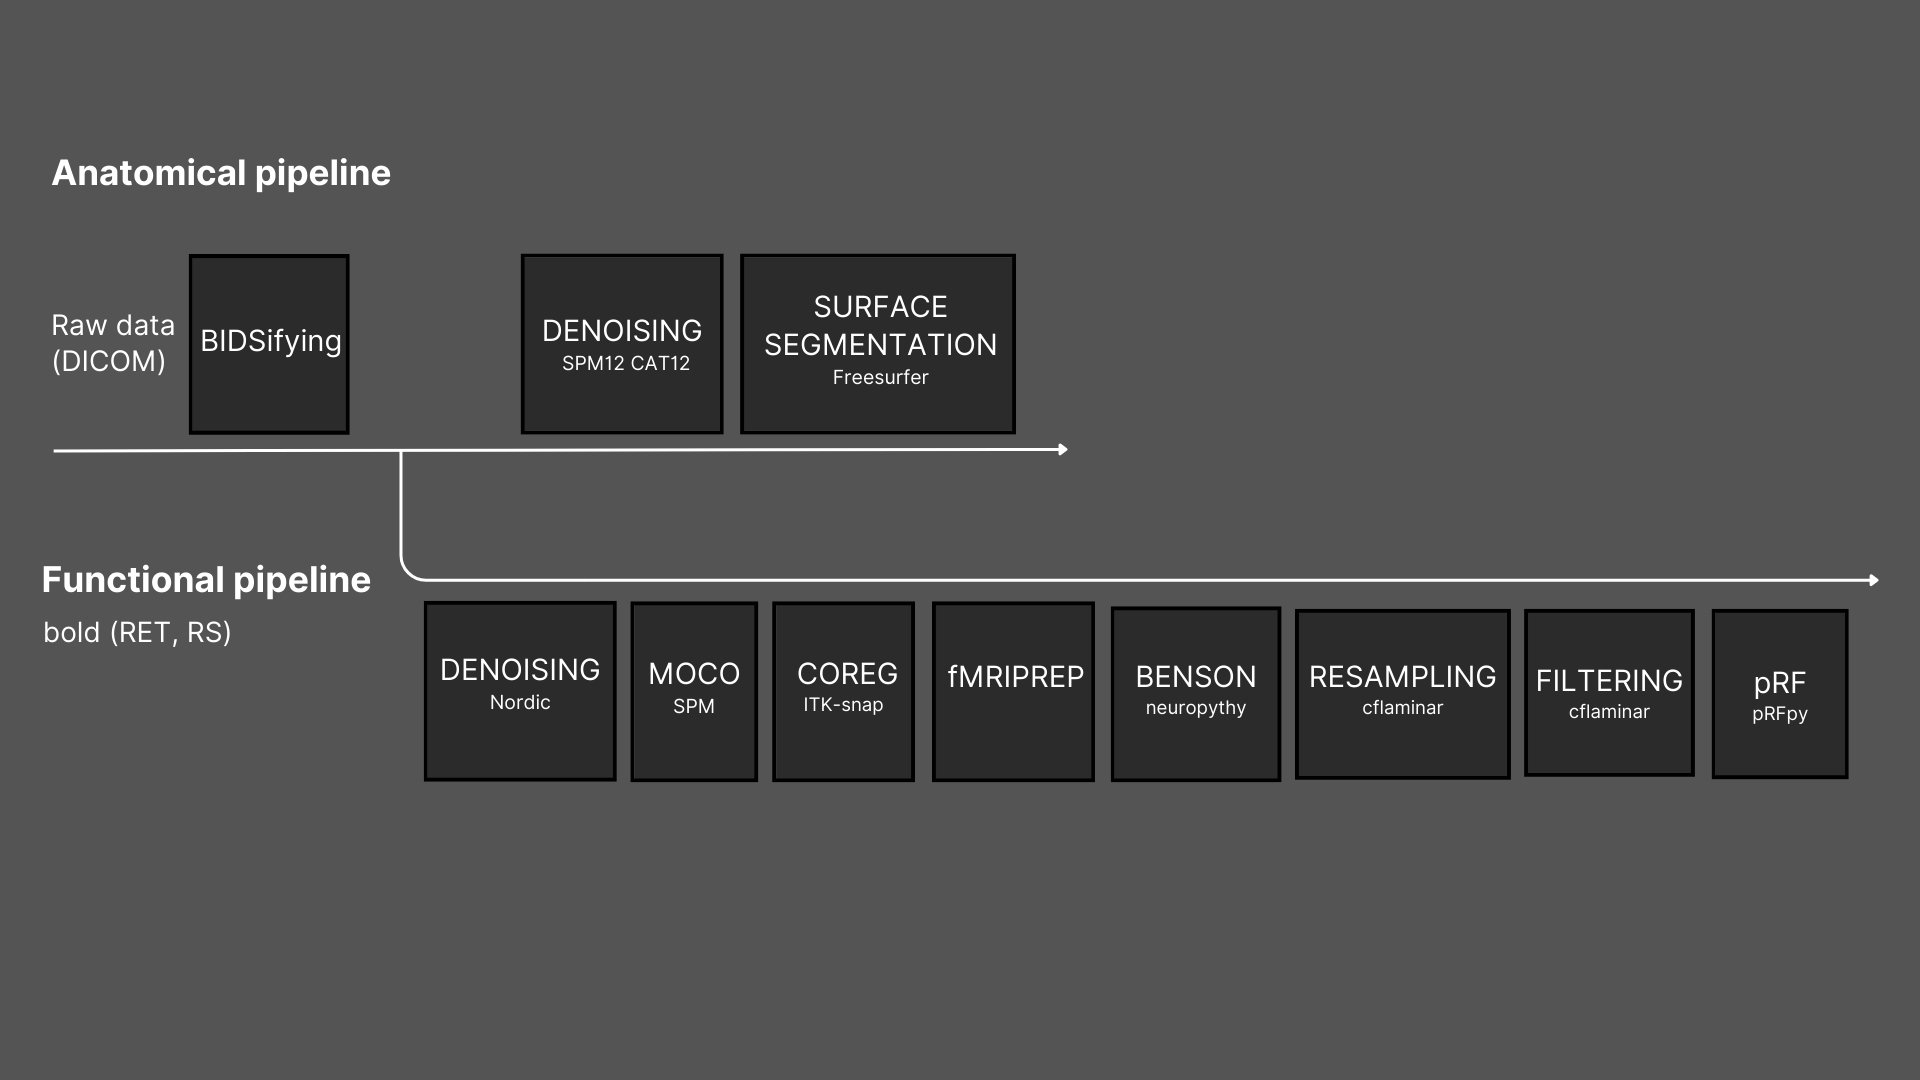 Anatomical pipeline
Raw data
(DICOM)
BIDSifying
DENOISING
SPM12 CAT12
SURFACE
SEGMENTATION
Freesurfer
Functional pipeline
bold (RET, RS)
DENOISING
Nordic
MOCO
SPM
COREG
ITK-snap
fMRIPREP
BENSON
neuropythy
RESAMPLING
cflaminar
FILTERING
cflaminar
pRF
pRFpy